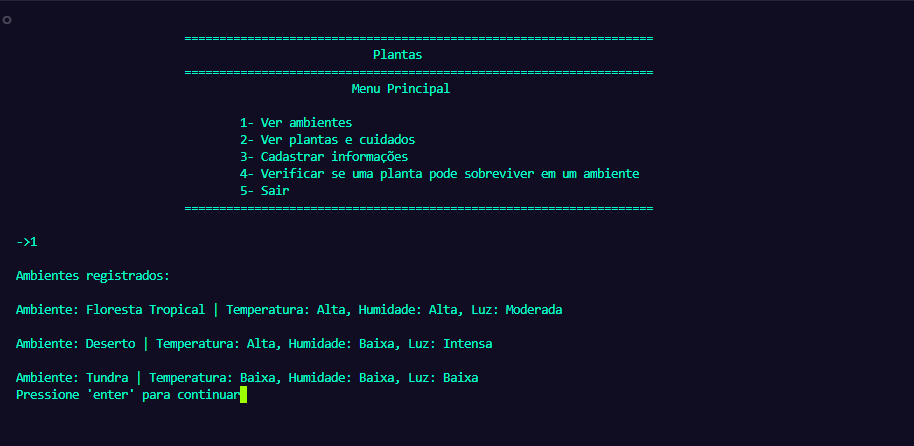 ===================================================================
Plantas
===================================================================
Menu Principal
1- Ver ambientes
2- Ver plantas e cuidados
3- Cadastrar informações
4- Verificar se uma planta pode sobreviver em um ambiente
5- Sair
===================================================================
->1
Ambientes registrados:
Ambiente: Floresta Tropical | Temperatura: Alta, Humidade: Alta, Luz: Moderada
Ambiente: Deserto | Temperatura: Alta, Humidade: Baixa, Luz: Intensa
Ambiente: Tundra | Temperatura: Baixa, Humidade: Baixa, Luz: Baixa
Pressione 'enter' para continuar